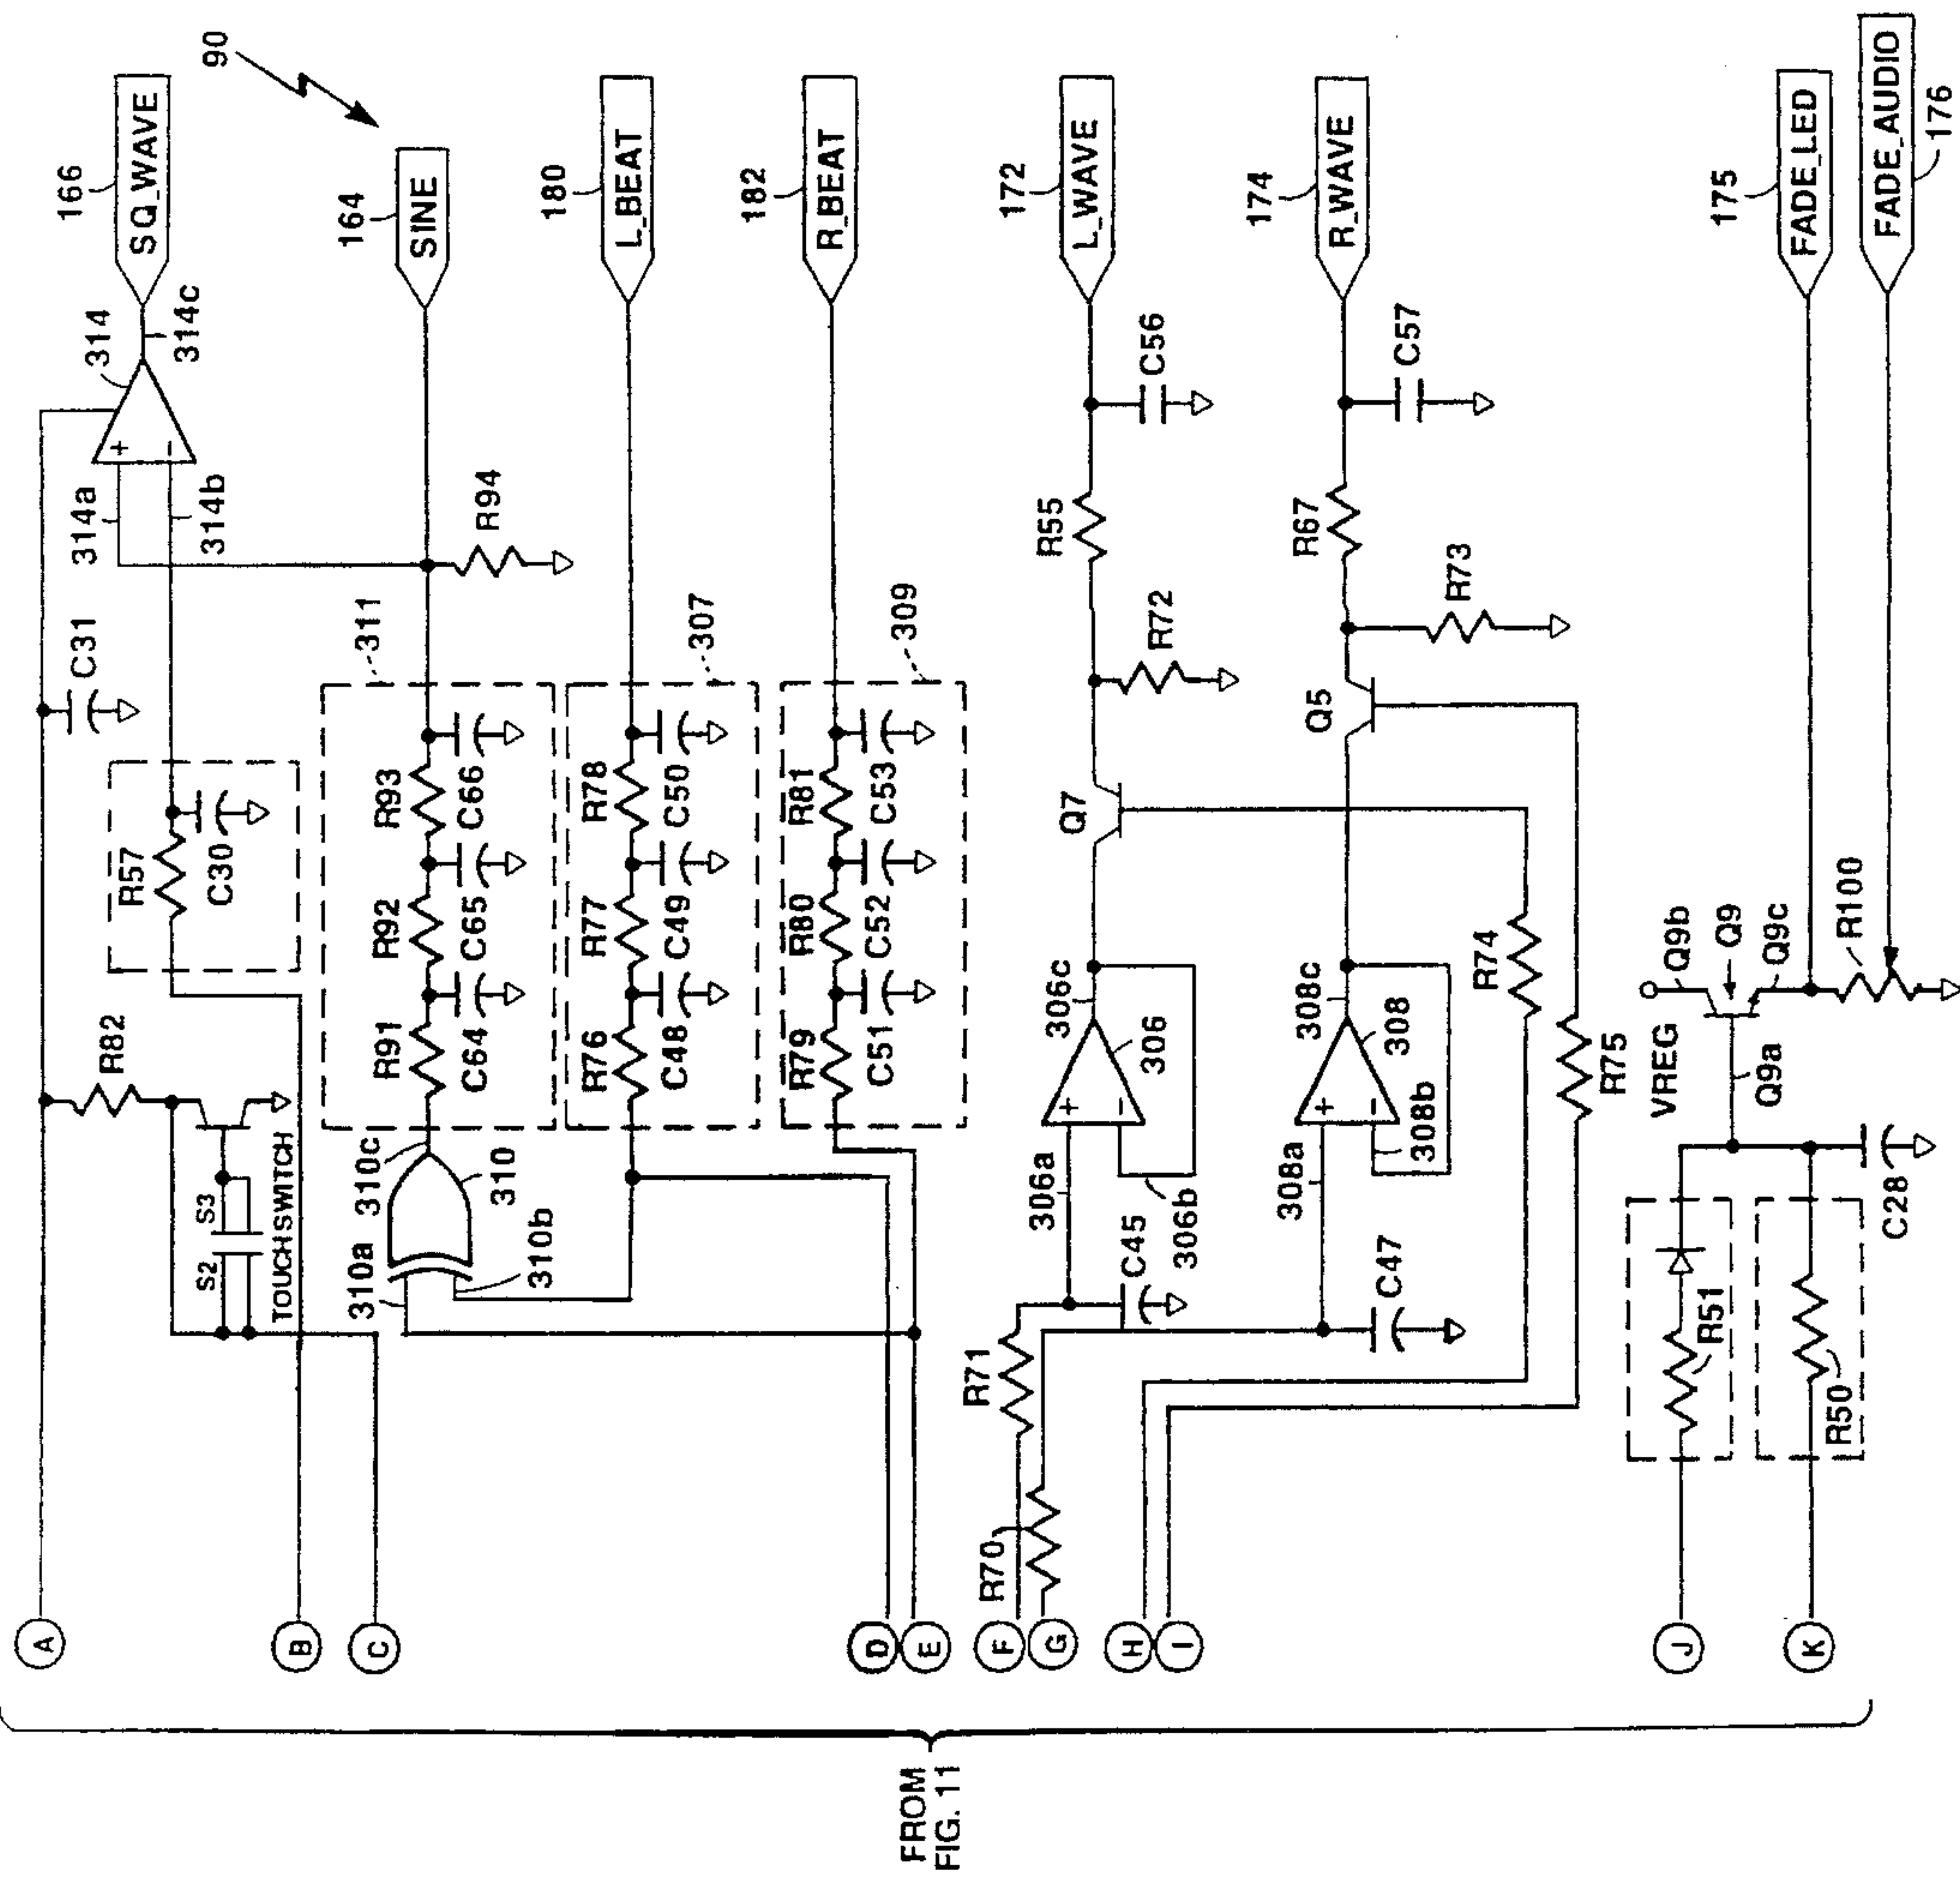 90
166
SQ_WAVE
314
314c
314a
314b
C31
R57
C30
R82
S3
S2
TOUCH SWITCH
A
B
C
164
SINE
R94
311
R93
C66
R92
C65
R91
C64
310c
310
310a
310b
180
L_BEAT
307
R78
C50
R77
C49
R76
C48
182
R_BEAT
309
R81
C53
R80
C52
R79
C51
D
E
172
L_WAVE
C56
R55
R72
Q7
306c
306
306a
306b
C45
R71
F
R70
G
174
R_WAVE
C57
R67
R73
Q5
308c
308
308a
308b
C47
R74
R75
H
I
175
FADE_LED
FADE_AUDIO
176
R100
Q9b
Q9
Q9c
VREG
Q9a
C28
R51
R50
J
K
FROM
FIG. 11
+
−
+
−
+
−